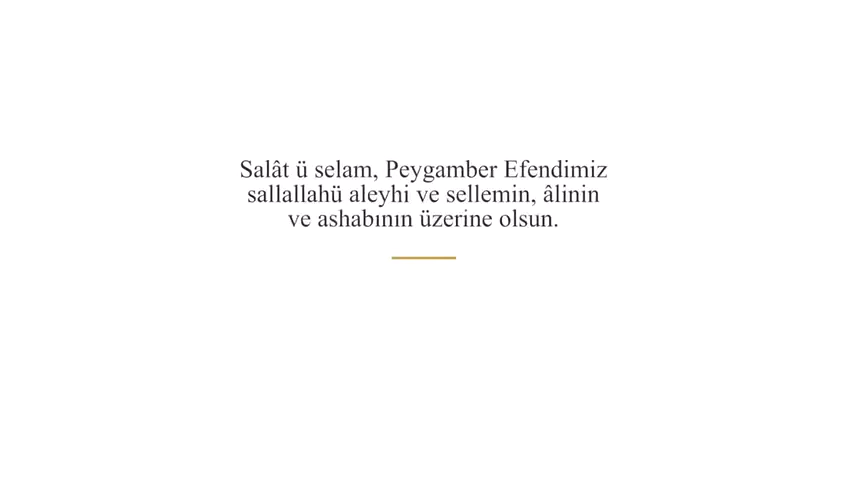 Salât ü selam, Peygamber Efendimiz
sallallahü aleyhi ve sellemin, âlinin
ve ashabının üzerine olsun.